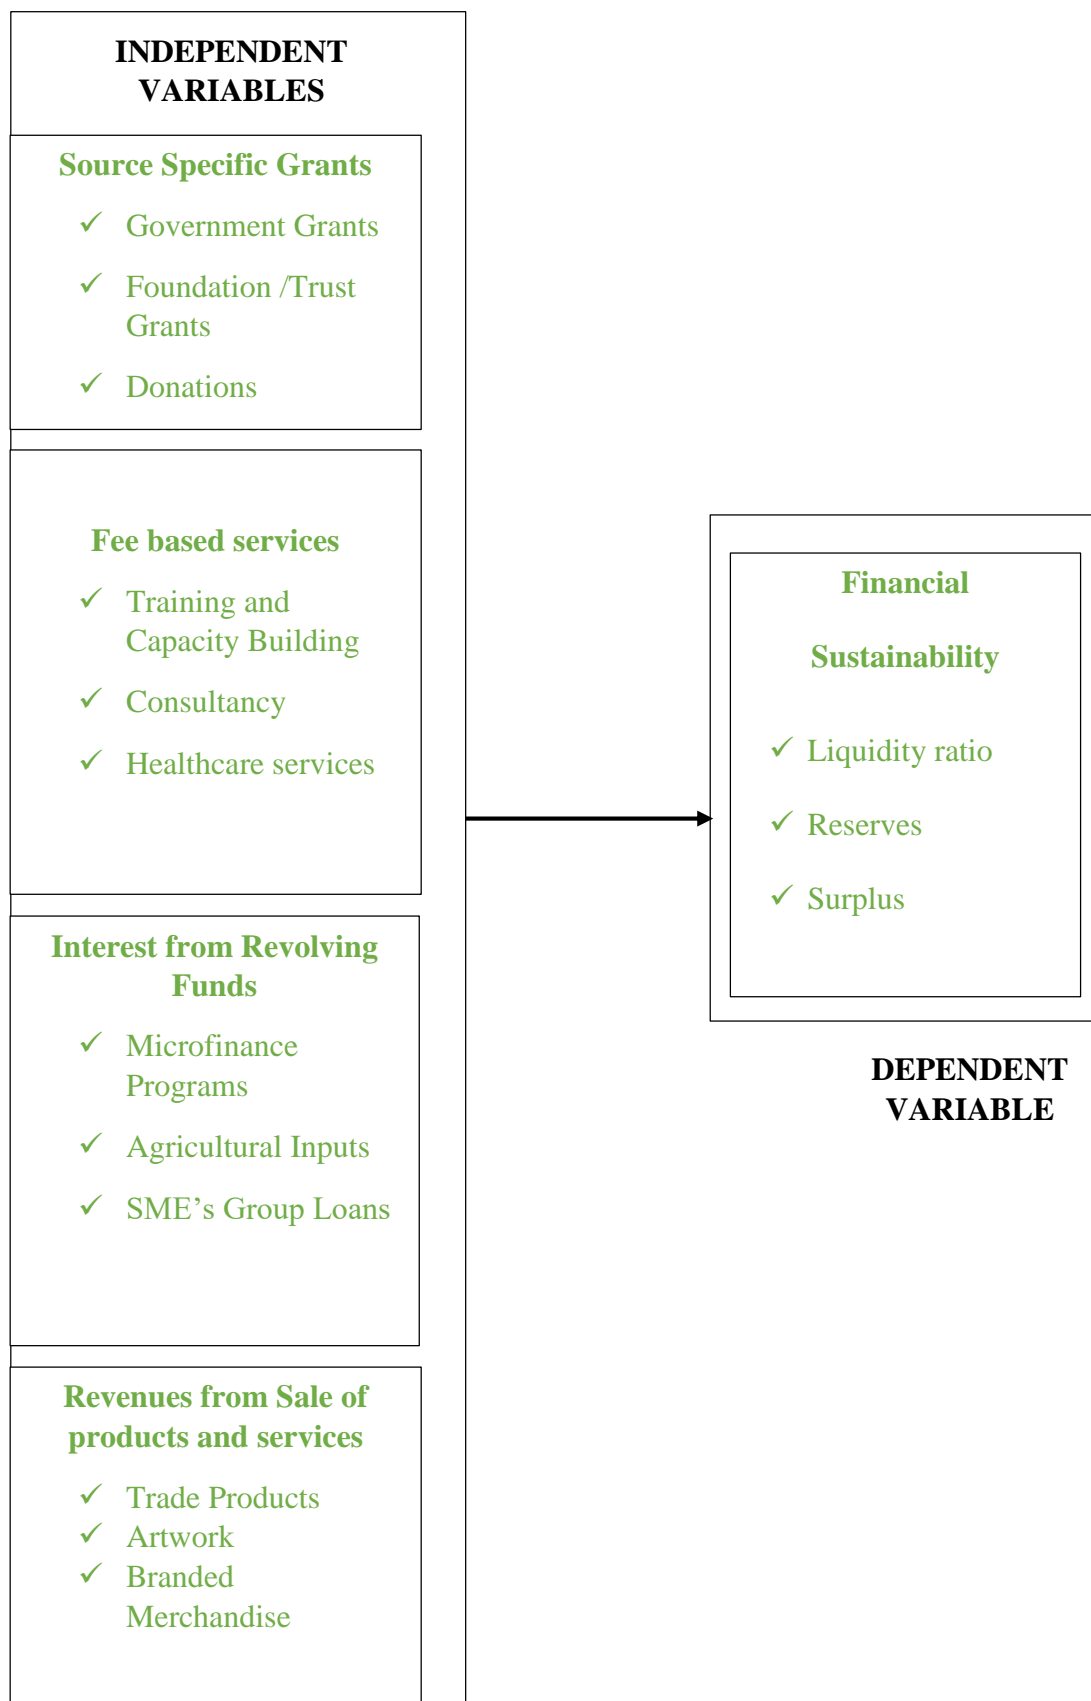 INDEPENDENT
VARIABLES
Source Specific Grants
✓ Government Grants
✓ Foundation /Trust
Grants
✓ Donations
Fee based services
✓ Training and
Capacity Building
✓ Consultancy
✓ Healthcare services
Interest from Revolving
Funds
✓ Microfinance
Programs
✓ Agricultural Inputs
✓ SME’s Group Loans
Revenues from Sale of
products and services
✓ Trade Products
✓ Artwork
✓ Branded
Merchandise
Financial
Sustainability
✓ Liquidity ratio
✓ Reserves
✓ Surplus
DEPENDENT
VARIABLE